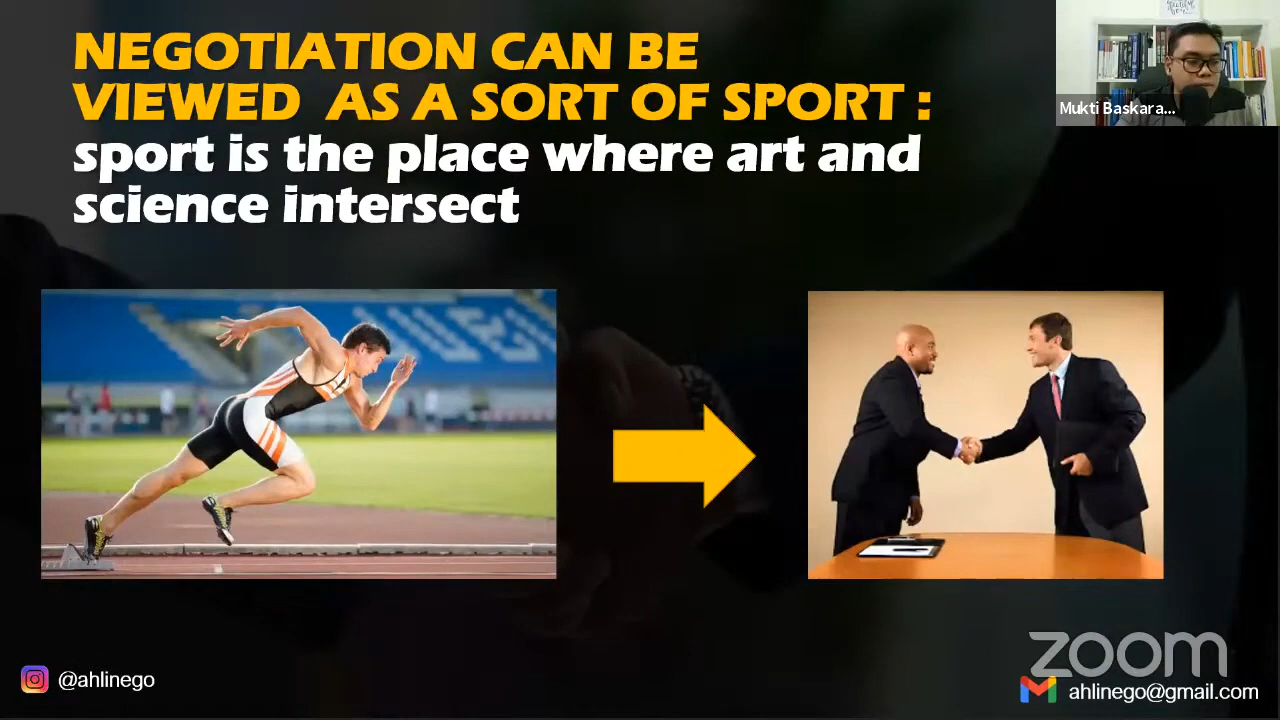 NEGOTIATION CAN BE
VIEWED AS A SORT OF SPORT :
sport is the place where art and
science intersect
Mukti Baskara...
@ahlinego
zoom
ahlinego@gmail.com